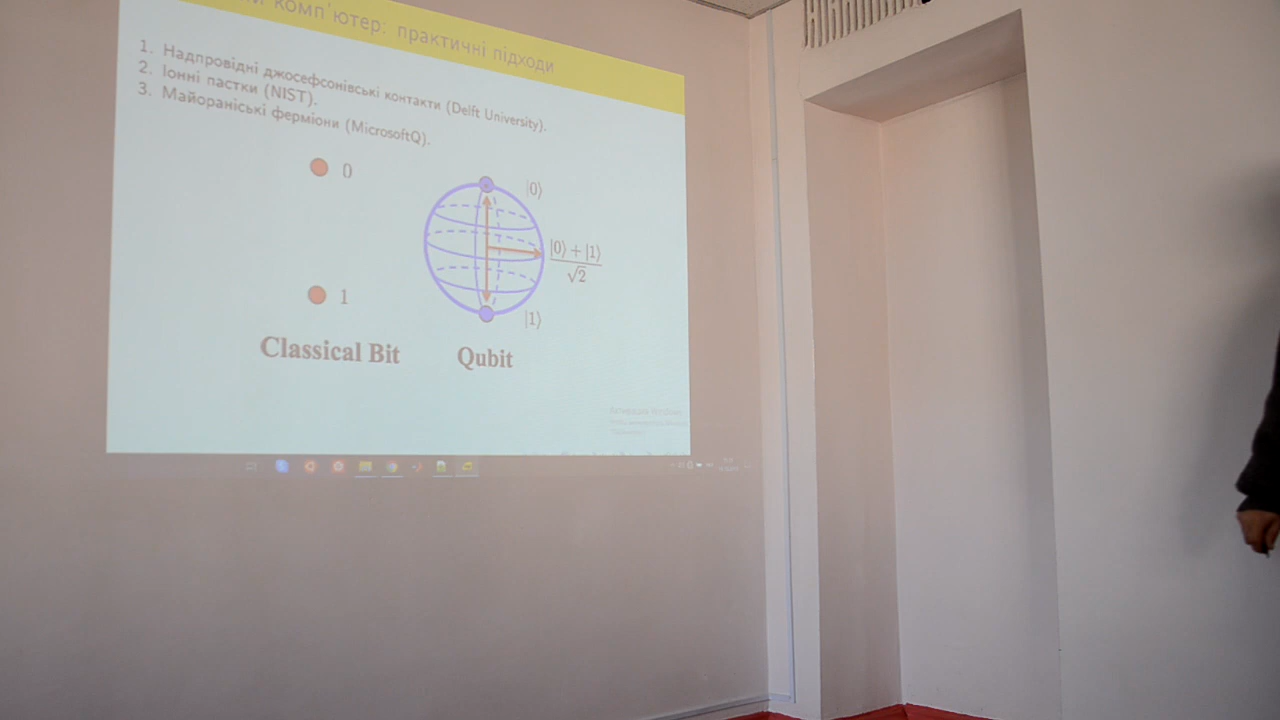 комп'ютер: практичні підходи
1. Надпровідні джосефсонівські контакти (Delft University).
2. Іонні пастки (NIST).
3. Майораніські ферміони (MicrosoftQ).
0
|0⟩
|0⟩ + |1⟩
√2
1
|1⟩
Classical Bit
Qubit